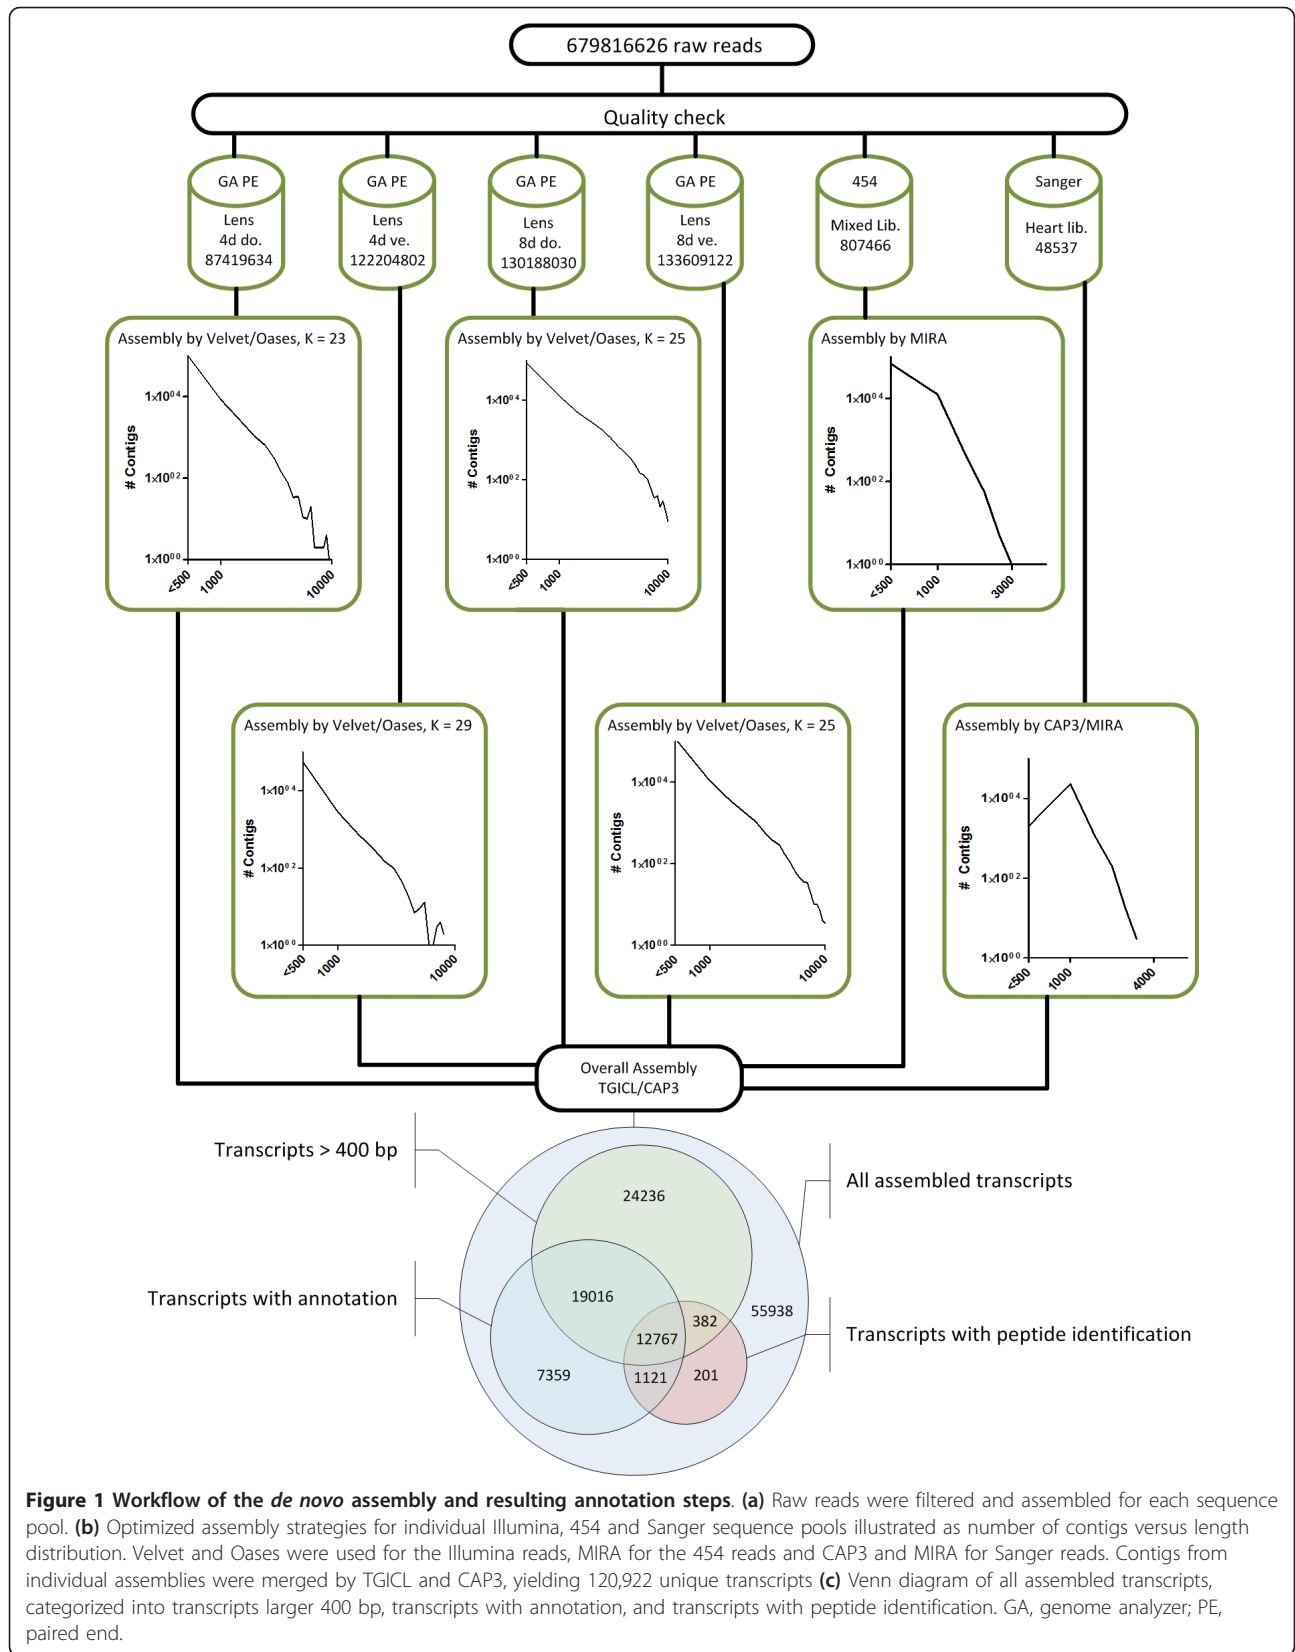 679816626 raw reads
Quality check
GA PE
Lens
4d do.
87419634
GA PE
Lens
4d ve.
122204802
GA PE
Lens
8d do.
130188030
GA PE
Lens
8d ve.
133609122
454
Mixed Lib.
807466
Sanger
Heart lib.
48537
Assembly by Velvet/Oases, K = 23
# Contigs
1×10⁰⁴
1×10⁰²
1×10⁰⁰
<500
1000
10000
Assembly by Velvet/Oases, K = 25
# Contigs
1×10⁰⁴
1×10⁰²
1×10⁰⁰
<500
1000
10000
Assembly by MIRA
# Contigs
1×10⁰⁴
1×10⁰²
1×10⁰⁰
<500
1000
3000
Assembly by Velvet/Oases, K = 29
# Contigs
1×10⁰⁴
1×10⁰²
1×10⁰⁰
<500
1000
10000
Assembly by Velvet/Oases, K = 25
# Contigs
1×10⁰⁴
1×10⁰²
1×10⁰⁰
<500
1000
10000
Assembly by CAP3/MIRA
# Contigs
1×10⁰⁴
1×10⁰²
1×10⁰⁰
<500
1000
4000
Overall Assembly
TGICL/CAP3
Transcripts > 400 bp
All assembled transcripts
Transcripts with annotation
Transcripts with peptide identification
24236
19016
382
55938
12767
7359
1121
201
Figure 1 Workflow of the de novo assembly and resulting annotation steps. (a) Raw reads were filtered and assembled for each sequence
pool. (b) Optimized assembly strategies for individual Illumina, 454 and Sanger sequence pools illustrated as number of contigs versus length
distribution. Velvet and Oases were used for the Illumina reads, MIRA for the 454 reads and CAP3 and MIRA for Sanger reads. Contigs from
individual assemblies were merged by TGICL and CAP3, yielding 120,922 unique transcripts (c) Venn diagram of all assembled transcripts,
categorized into transcripts larger 400 bp, transcripts with annotation, and transcripts with peptide identification. GA, genome analyzer; PE,
paired end.